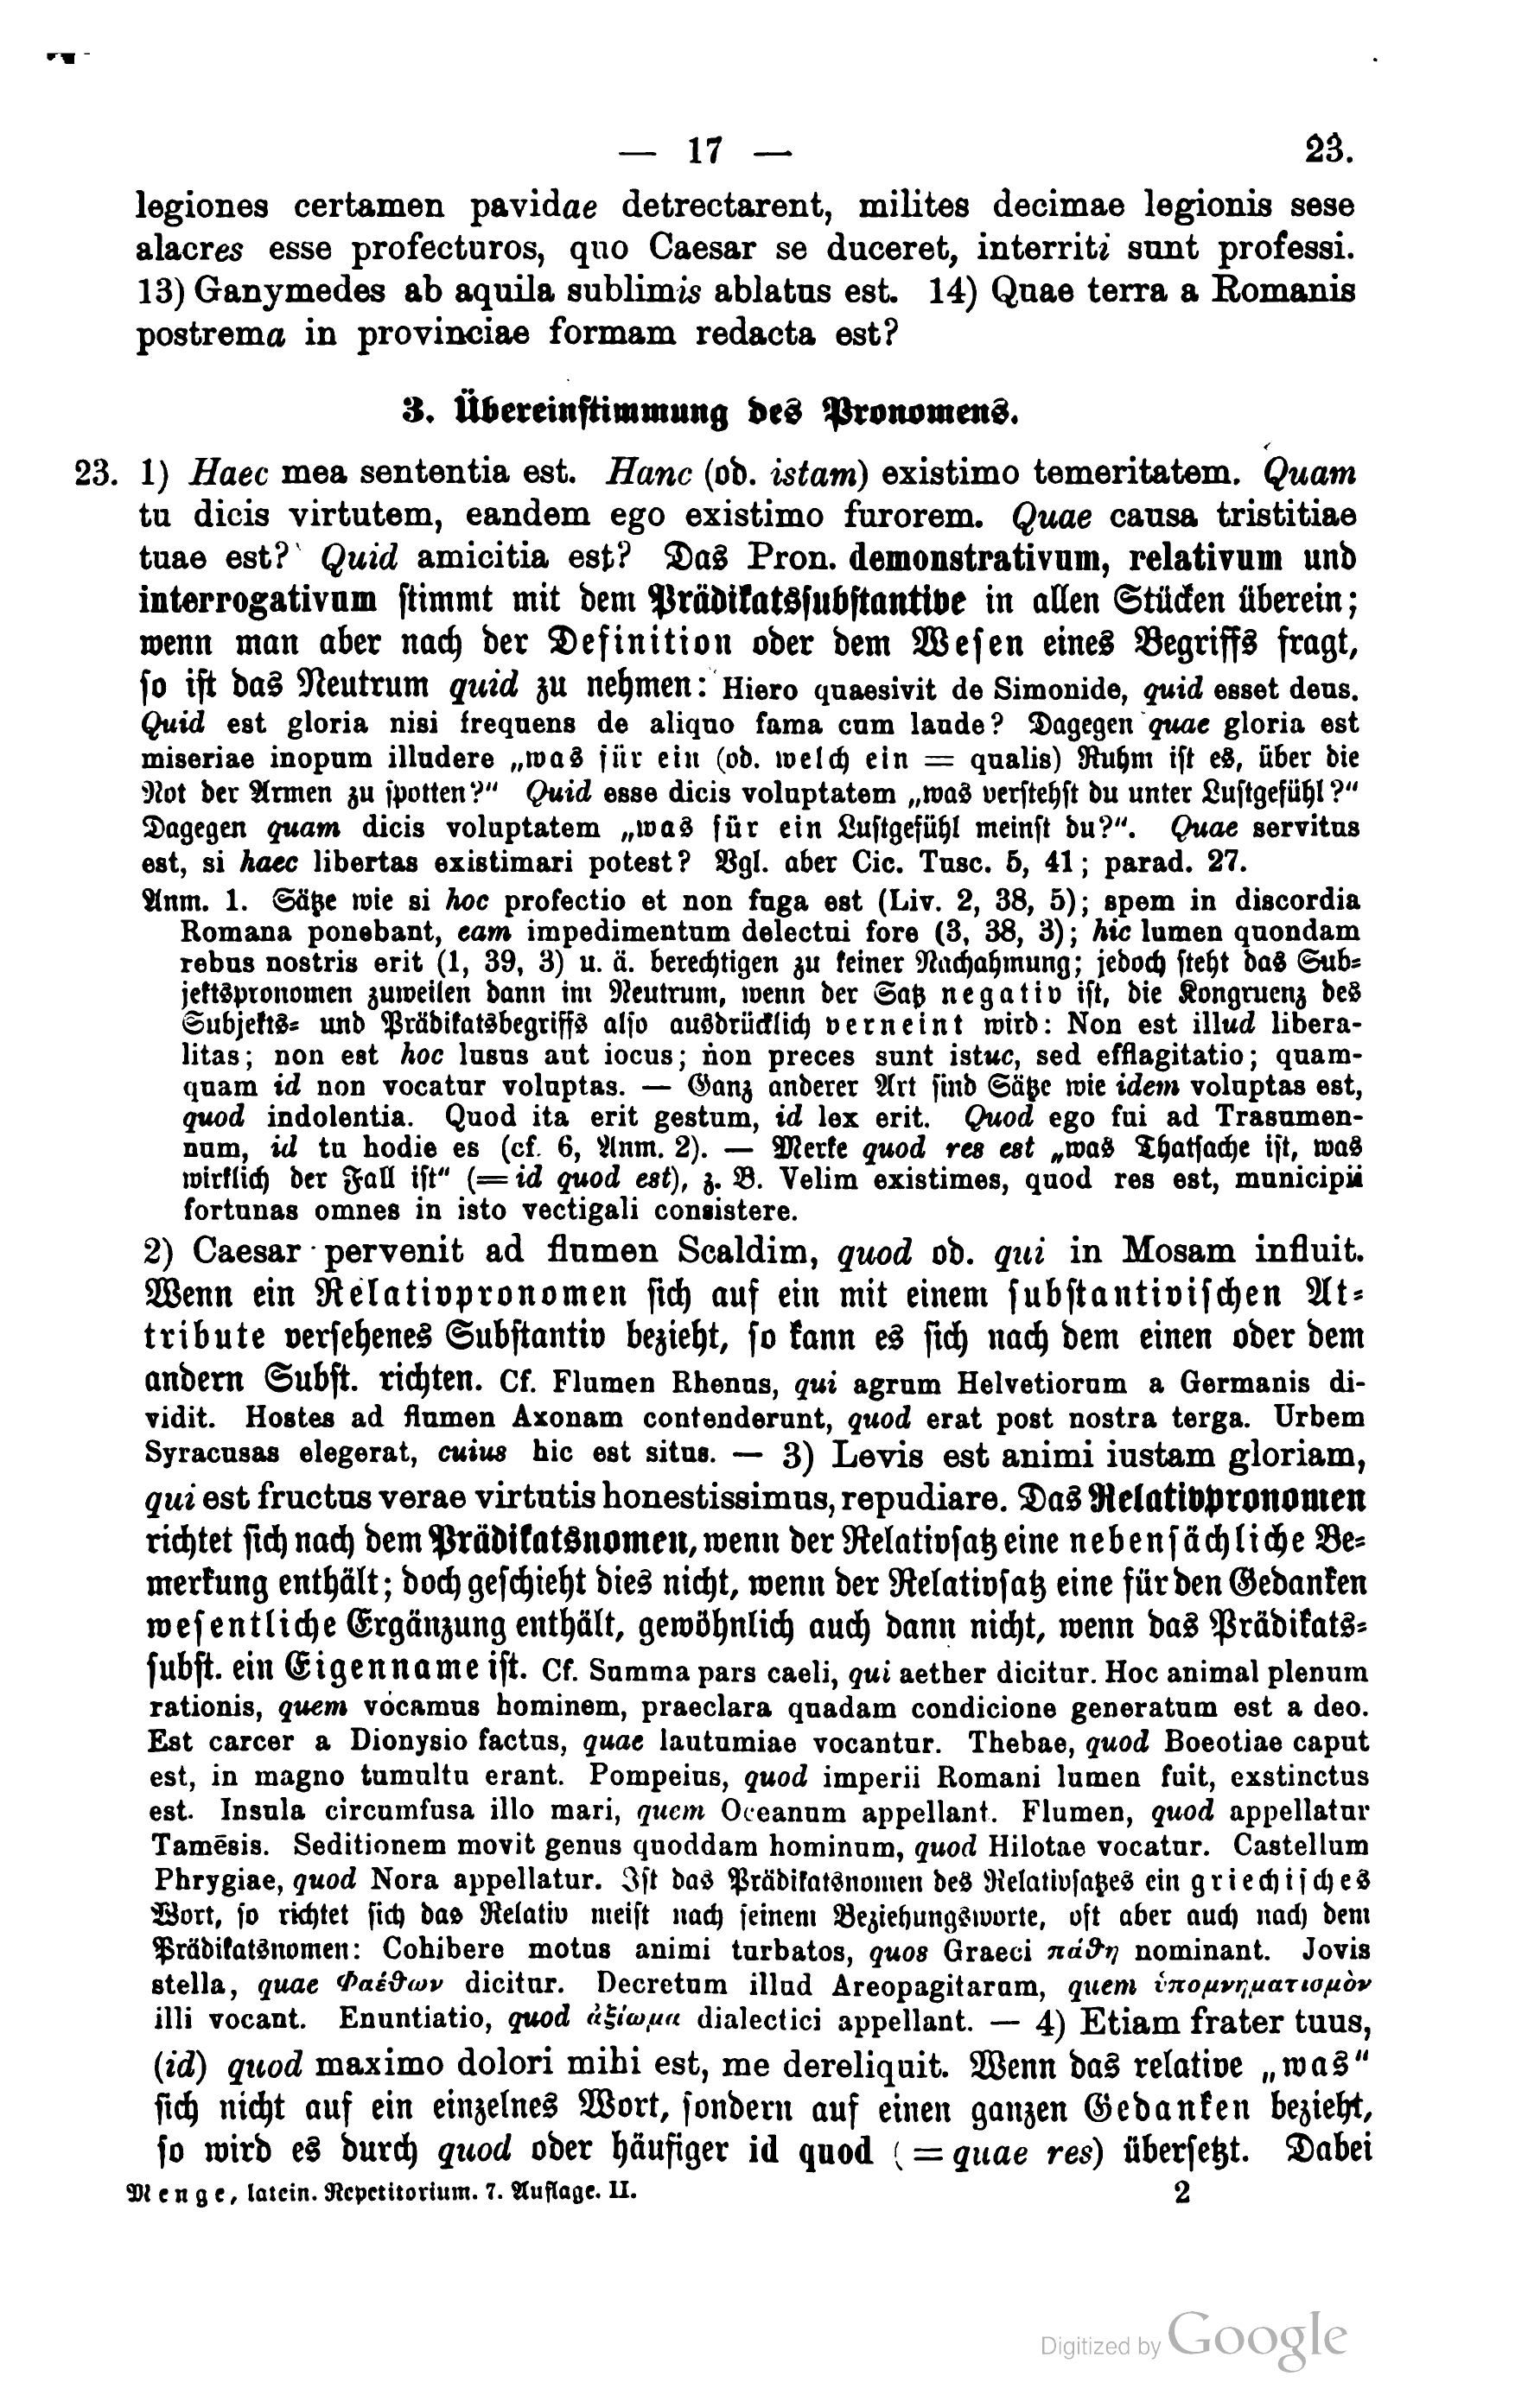 — 17 — 23.
legiones certamen pavidae detrectarent, milites decimae legionis sese
alacres esse profecturos, quo Caesar se duceret, interriti sunt professi.
13) Ganymedes ab aquila sublimis ablatus est. 14) Quae terra a Romanis
postrema in provinciae formam redacta est?
3. Übereinſtimmung des Pronomens.
23. 1) Haec mea sententia est. Hanc (od. istam) existimo temeritatem. Quam
tu dicis virtutem, eandem ego existimo furorem. Quae causa tristitiae
tuae est? Quid amicitia est? Das Pron. demonstrativum, relativum und
interrogativum ſtimmt mit dem Prädikatsſubſtantive in allen Stücken überein;
wenn man aber nach der Definition oder dem Weſen eines Begriffs fragt,
ſo iſt das Neutrum quid zu nehmen: Hiero quaesivit de Simonide, quid esset deus.
Quid est gloria nisi frequens de aliquo fama cum laude? Dagegen quae gloria est
miseriae inopum illudere „was für ein (od. welch ein = qualis) Ruhm iſt es, über die
Not der Armen zu ſpotten?" Quid esse dicis voluptatem „was verſtehſt du unter Luſtgefühl?"
Dagegen quam dicis voluptatem „was für ein Luſtgefühl meinſt du?". Quae servitus
est, si haec libertas existimari potest? Vgl. aber Cic. Tusc. 5, 41; parad. 27.
Anm. 1. Sätze wie si hoc profectio et non fuga est (Liv. 2, 38, 5); spem in discordia
Romana ponebant, eam impedimentum delectui fore (3, 38, 3); hic lumen quondam
rebus nostris erit (1, 39, 3) u. ä. berechtigen zu keiner Nachahmung; jedoch ſteht das Sub-
jektspronomen zuweilen dann im Neutrum, wenn der Satz negativ iſt, die Kongruenz des
Subjekts- und Prädikatsbegriffs alſo ausdrücklich verneint wird: Non est illud libera-
litas; non est hoc lusus aut iocus; non preces sunt istuc, sed efflagitatio; quam-
quam id non vocatur voluptas. — Ganz anderer Art ſind Sätze wie idem voluptas est,
quod indolentia. Quod ita erit gestum, id lex erit. Quod ego fui ad Trasumen-
num, id tu hodie es (cf. 6, Anm. 2). — Merke quod res est „was Thatſache iſt, was
wirklich der Fall iſt" (= id quod est), z. B. Velim existimes, quod res est, municipii
fortunas omnes in isto vectigali consistere.
2) Caesar pervenit ad flumen Scaldim, quod od. qui in Mosam influit.
Wenn ein Relativpronomen ſich auf ein mit einem ſubſtantiviſchen At-
tribute verſehenes Subſtantiv bezieht, ſo kann es ſich nach dem einen oder dem
andern Subſt. richten. Cf. Flumen Rhenus, qui agrum Helvetiorum a Germanis di-
vidit. Hostes ad flumen Axonam contenderunt, quod erat post nostra terga. Urbem
Syracusas elegerat, cuius hic est situs. — 3) Levis est animi iustam gloriam,
qui est fructus verae virtutis honestissimus, repudiare. Das Relativpronomen
richtet ſich nach dem Prädikatsnomen, wenn der Relativſatz eine nebenſächliche Be-
merkung enthält; doch geſchieht dies nicht, wenn der Relativſatz eine für den Gedanken
weſentliche Ergänzung enthält, gewöhnlich auch dann nicht, wenn das Prädikats-
ſubſt. ein Eigenname iſt. Cf. Summa pars caeli, qui aether dicitur. Hoc animal plenum
rationis, quem vocamus hominem, praeclara quadam condicione generatum est a deo.
Est carcer a Dionysio factus, quae lautumiae vocantur. Thebae, quod Boeotiae caput
est, in magno tumultu erant. Pompeius, quod imperii Romani lumen fuit, exstinctus
est. Insula circumfusa illo mari, quem Oceanum appellant. Flumen, quod appellatur
Tamēsis. Seditionem movit genus quoddam hominum, quod Hilotae vocatur. Castellum
Phrygiae, quod Nora appellatur. Iſt das Prädikatsnomen des Relativſatzes ein griechiſches
Wort, ſo richtet ſich das Relativ meiſt nach ſeinem Beziehungsworte, oft aber auch nach dem
Prädikatsnomen: Cohibere motus animi turbatos, quos Graeci πάθη nominant. Jovis
stella, quae Φαέθων dicitur. Decretum illud Areopagitarum, quem ὑπομνηματισμὸν
illi vocant. Enuntiatio, quod ἀξίωμα dialectici appellant. — 4) Etiam frater tuus,
(id) quod maximo dolori mihi est, me dereliquit. Wenn das relative „was"
ſich nicht auf ein einzelnes Wort, ſondern auf einen ganzen Gedanken bezieht,
ſo wird es durch quod oder häufiger id quod (= quae res) überſetzt. Dabei
Menge, latein. Repetitorium. 7. Auflage. II. 2
Digitized by Google